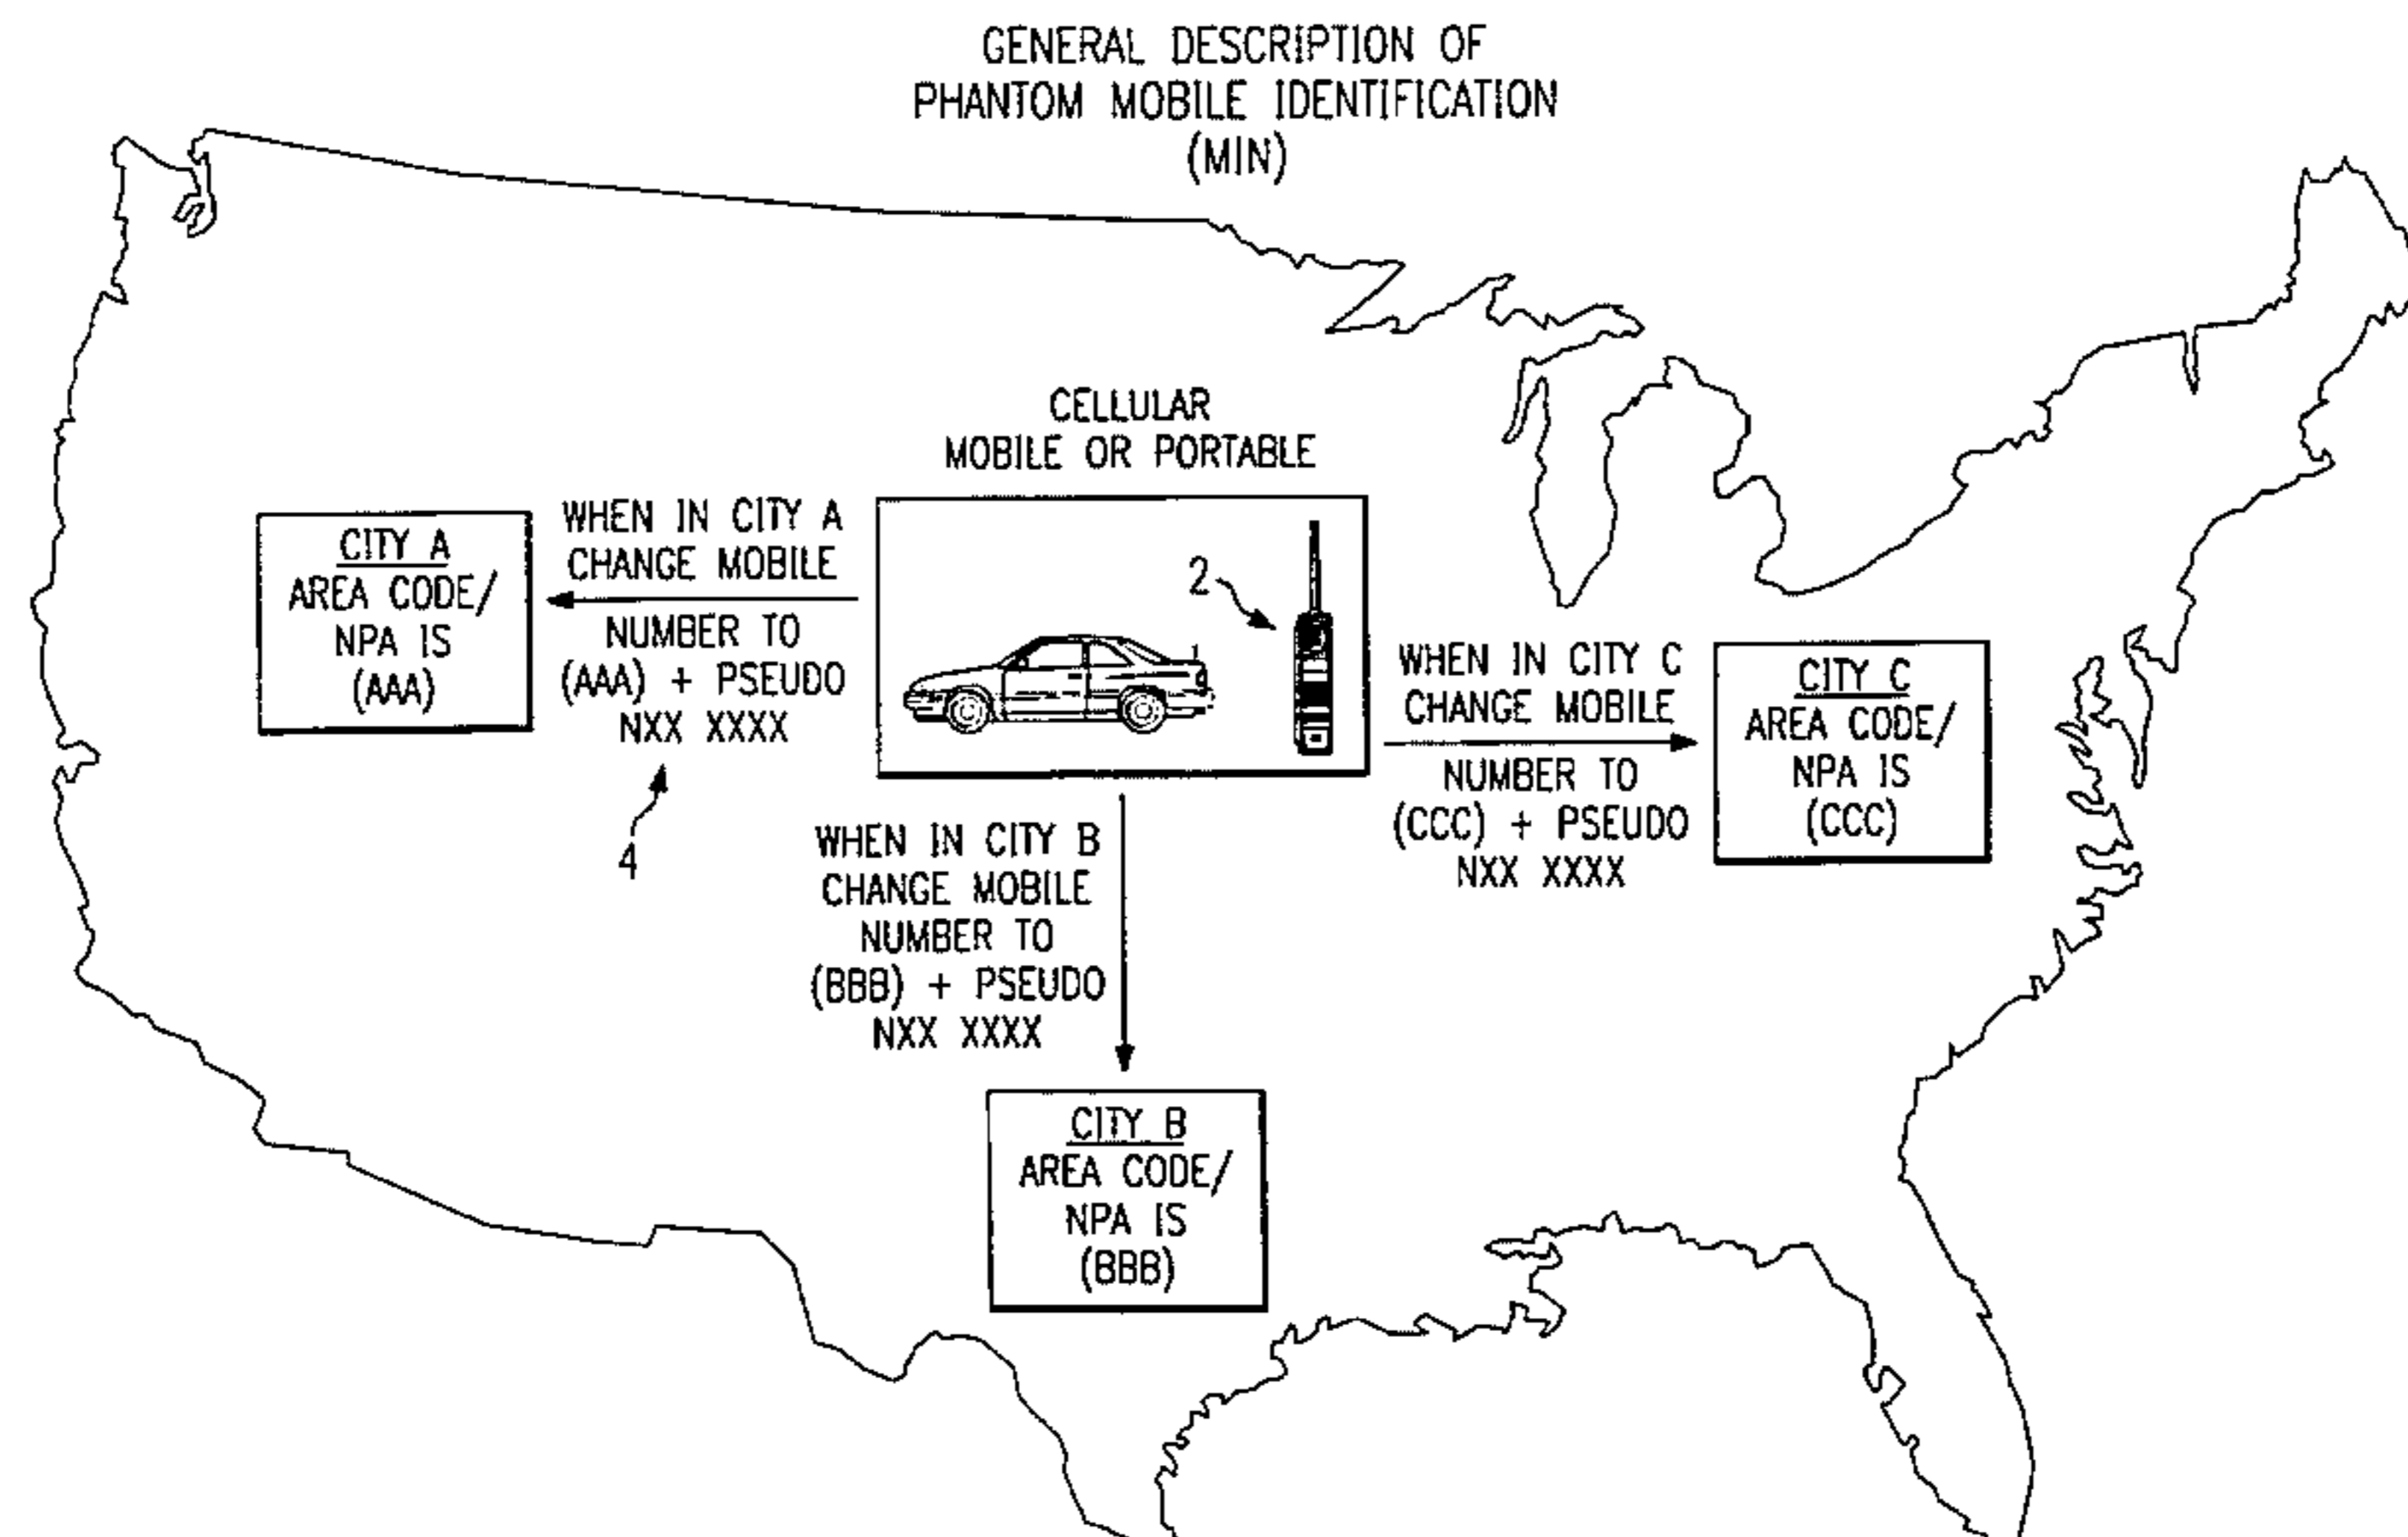 GENERAL DESCRIPTION OF
PHANTOM MOBILE IDENTIFICATION
(MIN)
CELLULAR
MOBILE OR PORTABLE
CITY A
AREA CODE/
NPA IS
(AAA)
WHEN IN CITY A
CHANGE MOBILE
NUMBER TO
(AAA) + PSEUDO
NXX XXXX
4
2
WHEN IN CITY C
CHANGE MOBILE
NUMBER TO
(CCC) + PSEUDO
NXX XXXX
CITY C
AREA CODE/
NPA IS
(CCC)
WHEN IN CITY B
CHANGE MOBILE
NUMBER TO
(BBB) + PSEUDO
NXX XXXX
CITY B
AREA CODE/
NPA IS
(BBB)